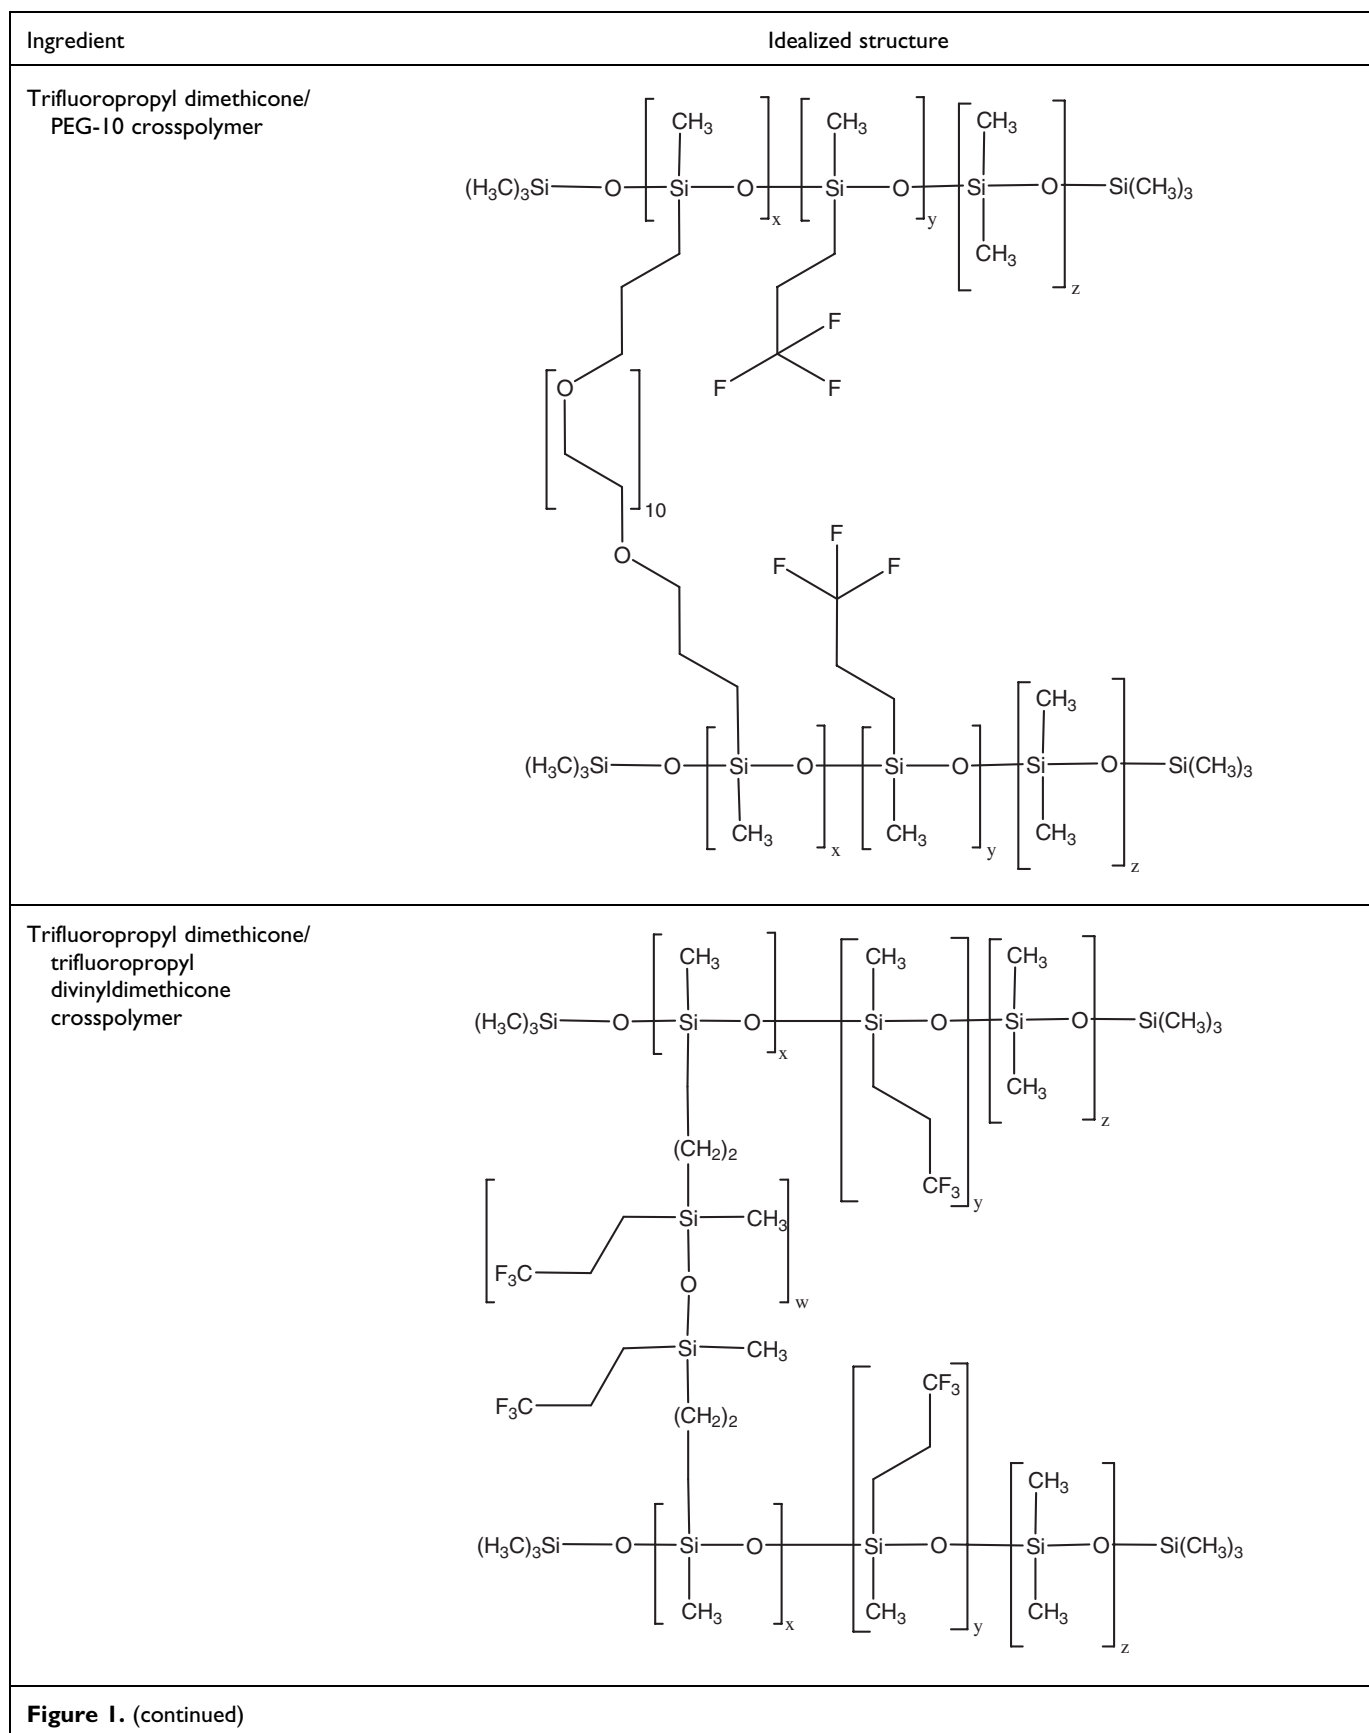 Ingredient Idealized structure
Trifluoropropyl dimethicone/
PEG-10 crosspolymer
CH3 CH3 CH3
(H3C)3Si O Si O x Si O y Si O Si(CH3)3
CH3
z
F
F F
O
10
O
F
F F
CH3
(H3C)3Si O Si O Si O Si O Si(CH3)3
CH3 CH3 CH3
x y z
Trifluoropropyl dimethicone/
trifluoropropyl
divinyldimethicone
crosspolymer
CH3 CH3 CH3
(H3C)3Si O Si O Si O Si O Si(CH3)3
x
CH3
z
(CH2)2
CF3 y
Si CH3
F3C
O
w
Si CH3
CF3
F3C
(CH2)2
CH3
(H3C)3Si O Si O Si O Si O Si(CH3)3
CH3 CH3 CH3
x y z
Figure 1. (continued)